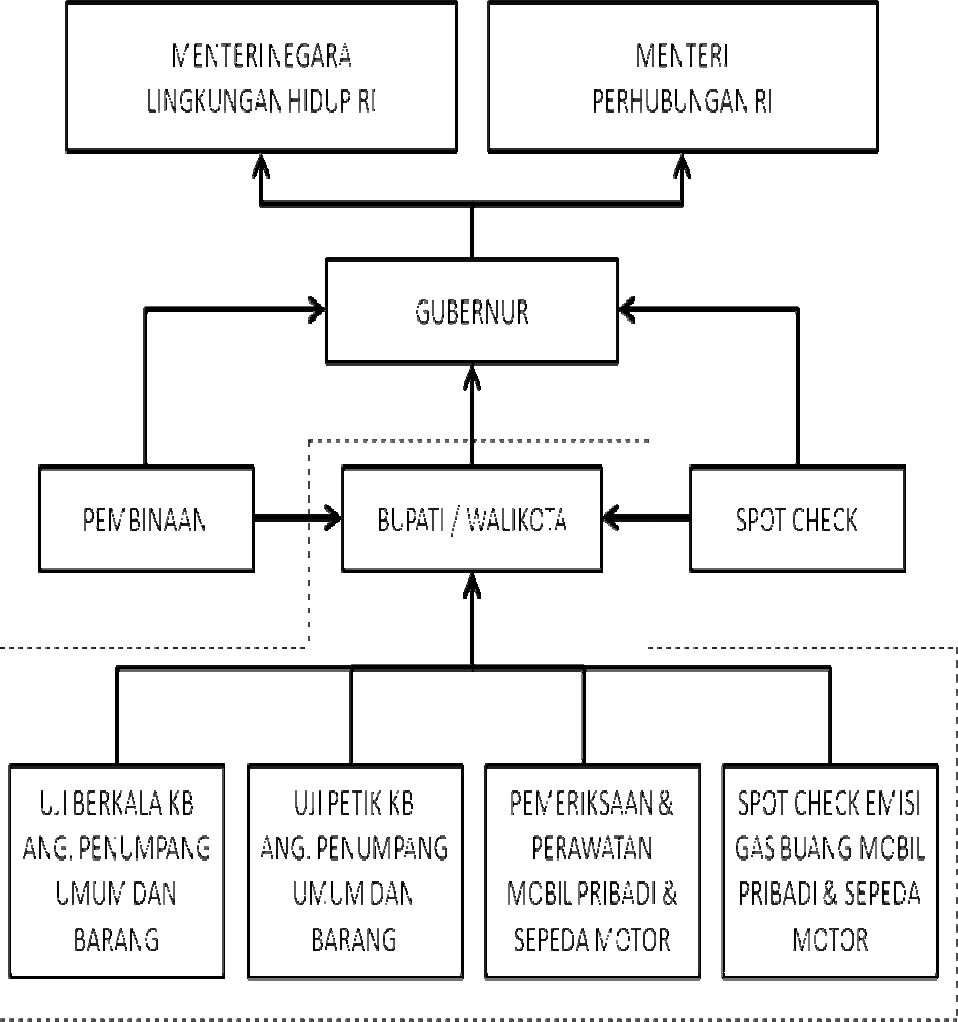 MENTERI NEGARA
LINGKUNGAN HIDUP RI
MENTERI
PERHUBUNGAN RI
GUBERNUR
PEMBINAAN
BUPATI / WALIKOTA
SPOT CHECK
UJI BERKALA KB
ANG. PENUMPANG
UMUM DAN
BARANG
UJI PETIK KB
ANG. PENUMPANG
UMUM DAN
BARANG
PEMERIKSAAN &
PERAWATAN
MOBIL PRIBADI &
SEPEDA MOTOR
SPOT CHECK EMISI
GAS BUANG MOBIL
PRIBADI & SEPEDA
MOTOR